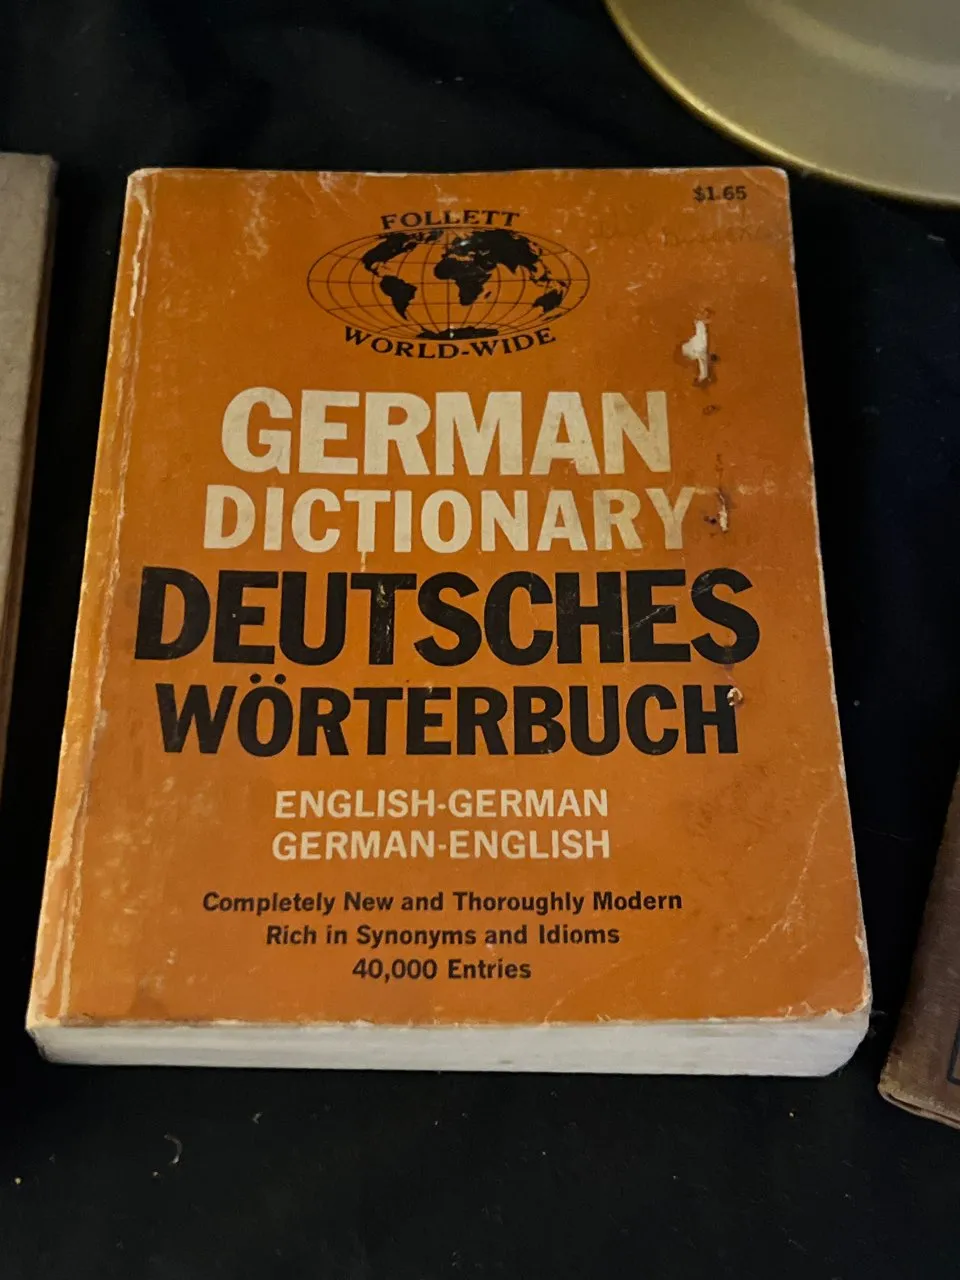 $1.65
FOLLETT
WORLD-WIDE
GERMAN
DICTIONARY
DEUTSCHES
WÖRTERBUCH
ENGLISH-GERMAN
GERMAN-ENGLISH
Completely New and Thoroughly Modern
Rich in Synonyms and Idioms
40,000 Entries